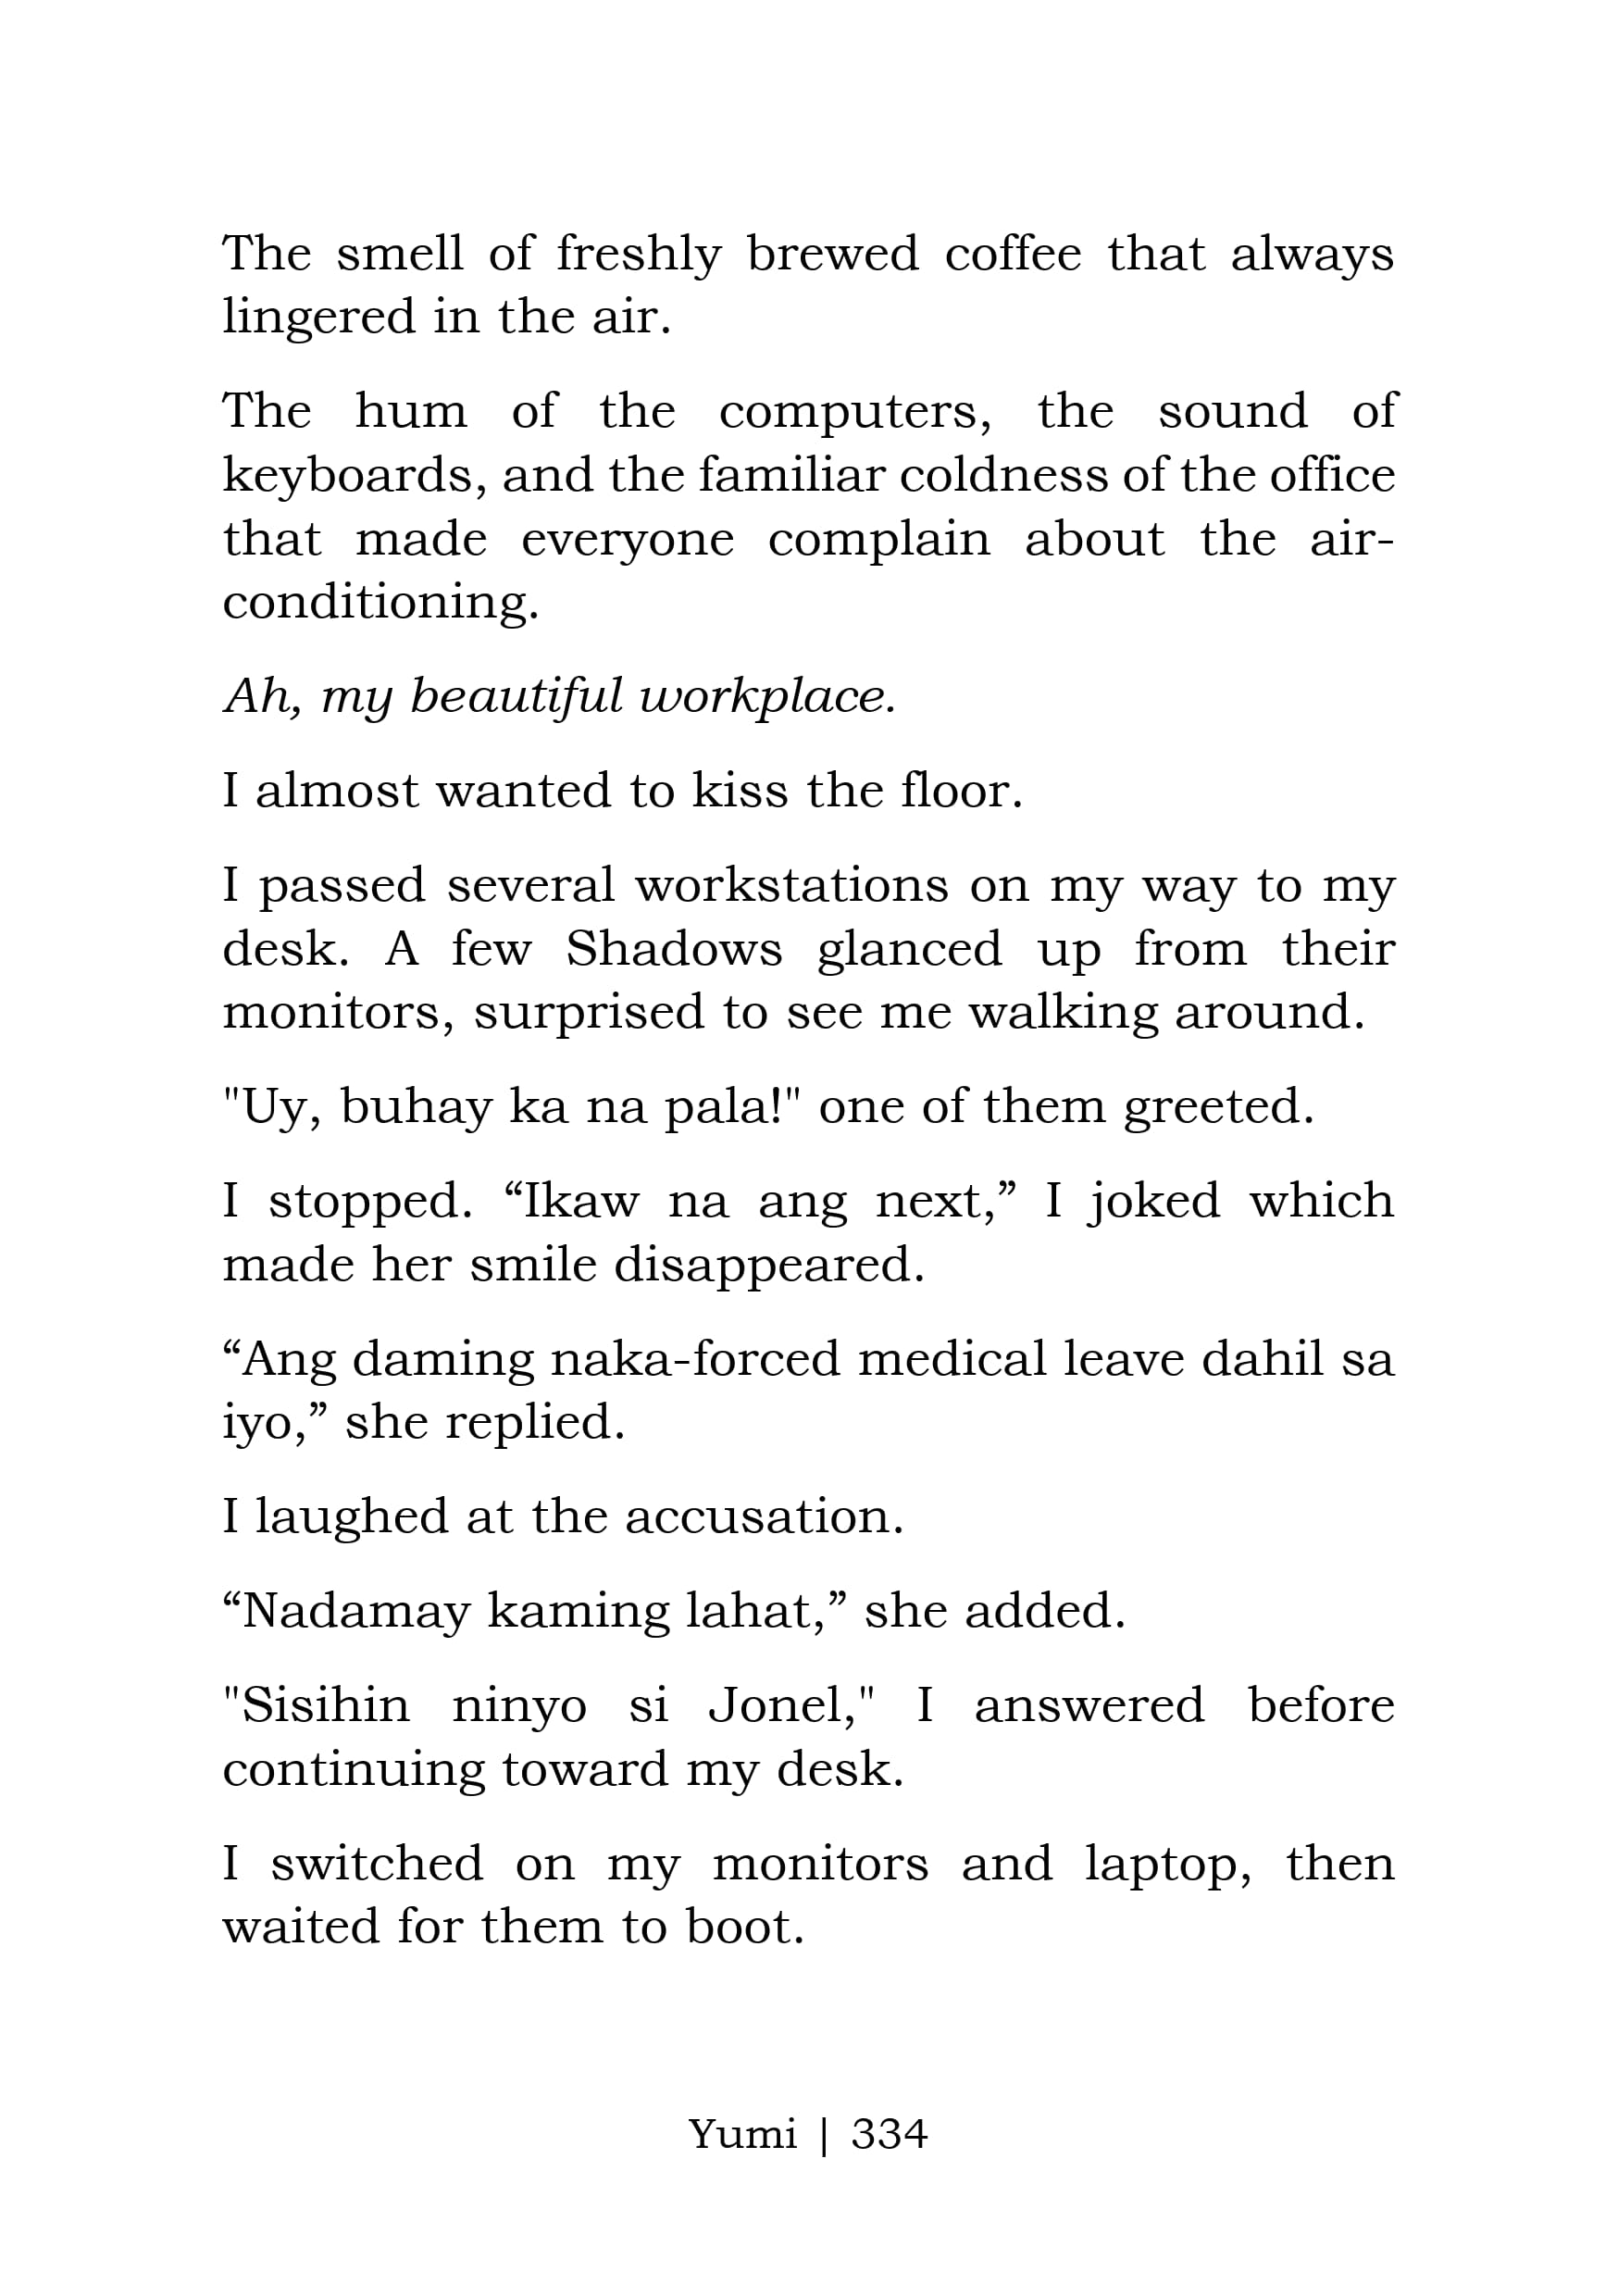 The smell of freshly brewed coffee that always
lingered in the air.
The hum of the computers, the sound of
keyboards, and the familiar coldness of the office
that made everyone complain about the air-
conditioning.
Ah, my beautiful workplace.
I almost wanted to kiss the floor.
I passed several workstations on my way to my
desk. A few Shadows glanced up from their
monitors, surprised to see me walking around.
"Uy, buhay ka na pala!" one of them greeted.
I stopped. “Ikaw na ang next,” I joked which
made her smile disappeared.
“Ang daming naka-forced medical leave dahil sa
iyo,” she replied.
I laughed at the accusation.
“Nadamay kaming lahat,” she added.
"Sisihin ninyo si Jonel," I answered before
continuing toward my desk.
I switched on my monitors and laptop, then
waited for them to boot.
Yumi | 334